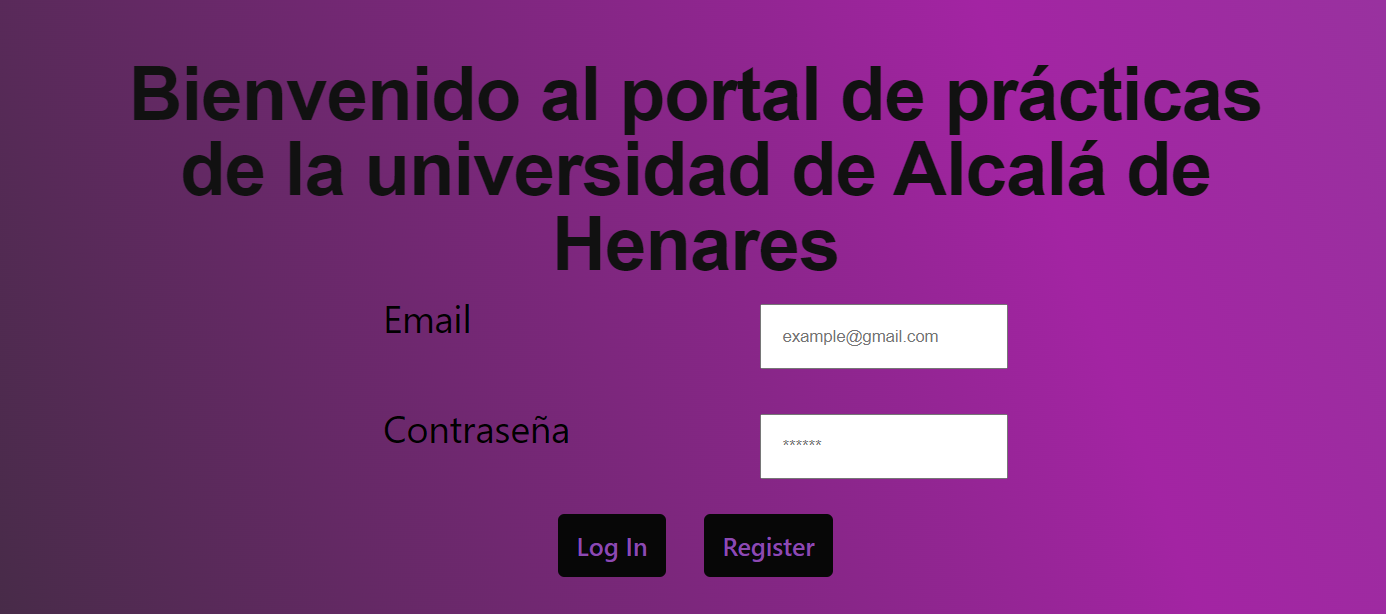 Bienvenido al portal de prácticas
de la universidad de Alcalá de
Henares
Email
example@gmail.com
Contraseña
******
Log In
Register